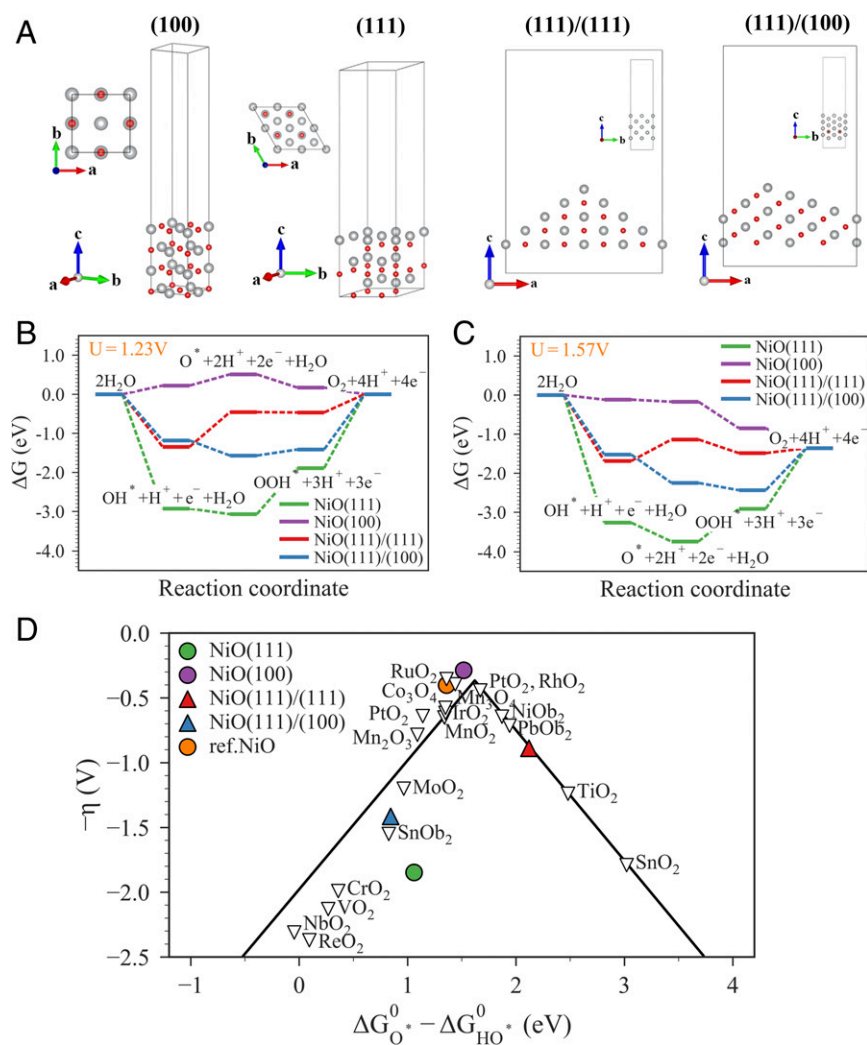 A
(100)
(111)
(111)/(111)
(111)/(100)
b
a
b
a
c
b
c
b
c
a
b
c
a
b
c
a
c
a
B
U = 1.23V
1.0
0.0
-1.0
-2.0
-3.0
-4.0
ΔG (eV)
2H₂O
O* + 2H⁺ + 2e⁻ + H₂O
O₂+4H⁺ +4e⁻
OH* + H⁺ + e⁻ + H₂O
OOH* +3H⁺ +3e⁻
NiO(111)
NiO(100)
NiO(111)/(111)
NiO(111)/(100)
Reaction coordinate
C
U = 1.57V
1.0
0.0
-1.0
-2.0
-3.0
-4.0
ΔG (eV)
2H₂O
NiO(111)
NiO(100)
NiO(111)/(111)
NiO(111)/(100)
O₂+4H⁺ +4e⁻
OH* + H⁺ + e⁻ + H₂O
OOH* +3H⁺ +3e⁻
O* +2H⁺ +2e⁻ +H₂O
Reaction coordinate
D
0.0
−0.5
−1.0
−1.5
−2.0
−2.5
−η (V)
NiO(111)
NiO(100)
NiO(111)/(111)
NiO(111)/(100)
ref.NiO
RuO₂
PtO₂, RhO₂
Co₃O₄
Mn₃O₄
PtO₂
IrO₂
NiOb₂
Mn₂O₃
MnO₂
PbOb₂
MoO₂
TiO₂
SnOb₂
SnO₂
CrO₂
VO₂
NbO₂
ReO₂
−1
0
1
2
3
4
ΔG⁰O* − ΔG⁰HO* (eV)